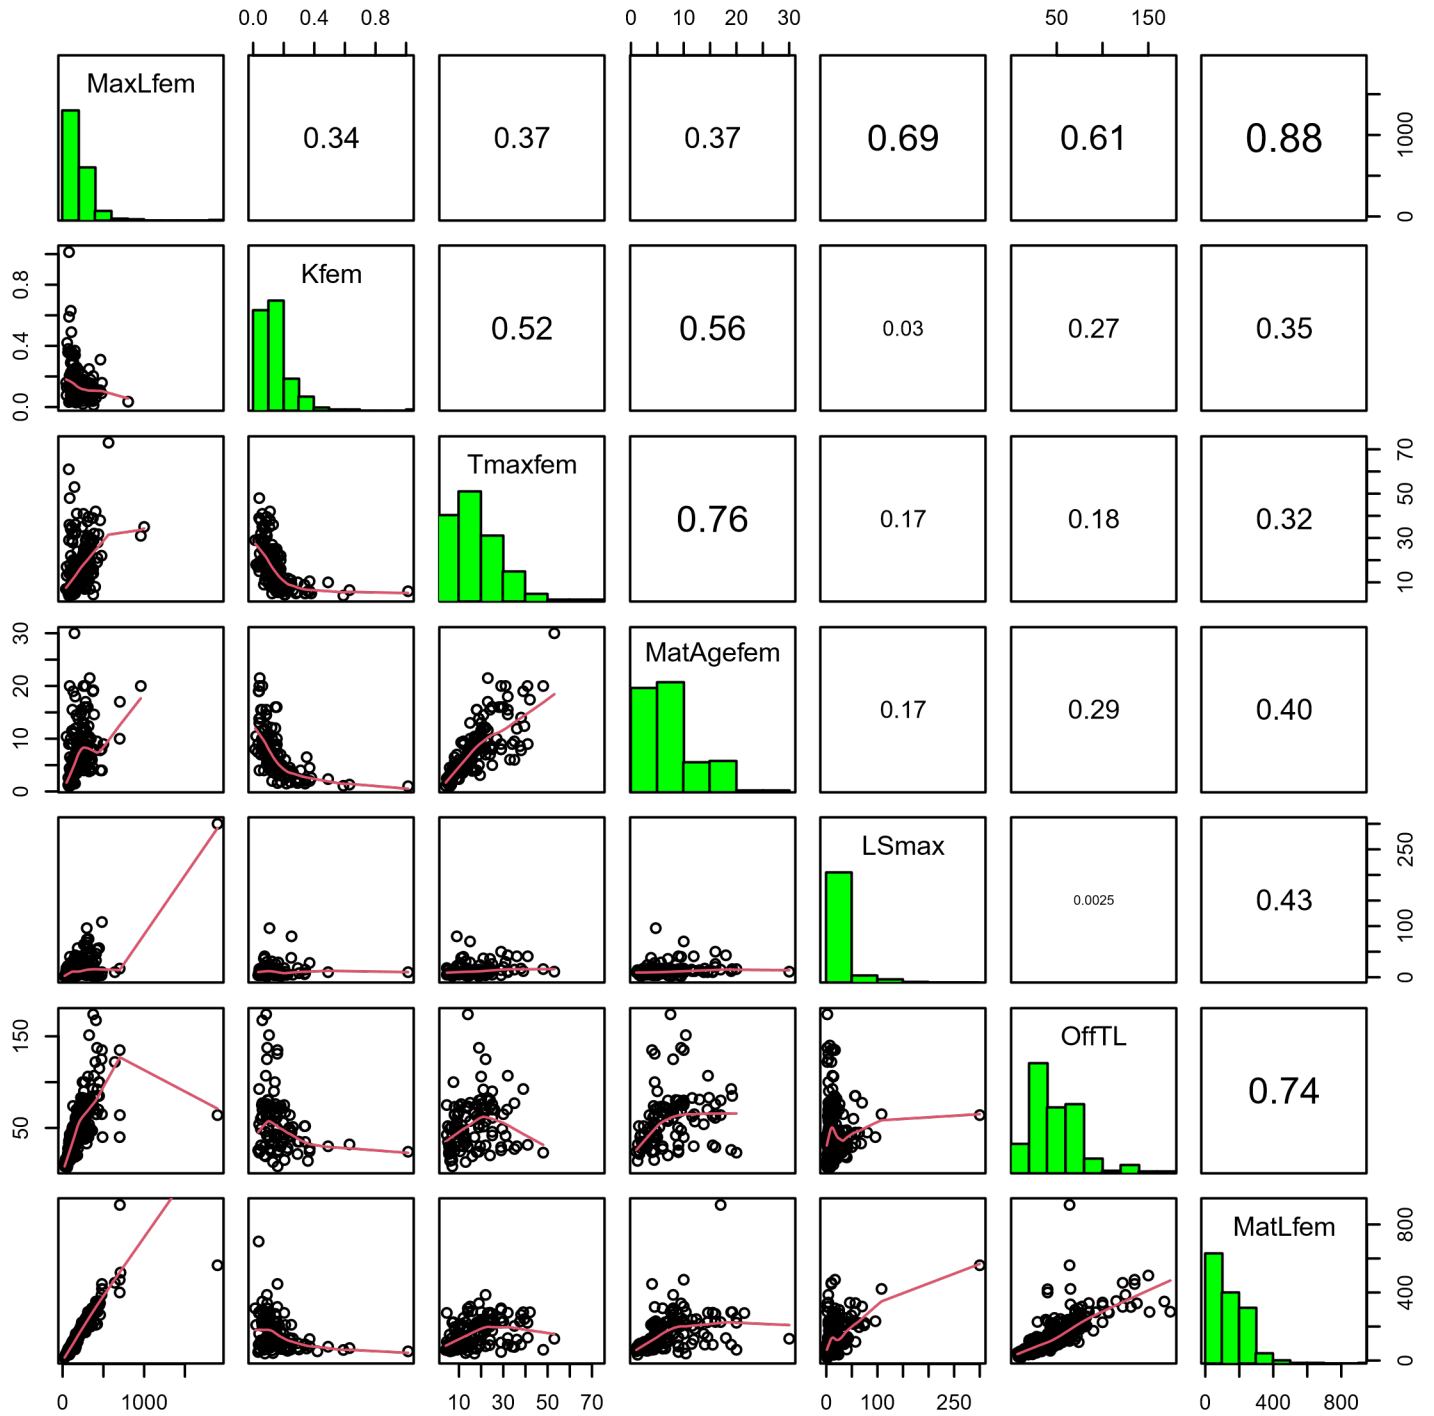 0.0 0.4 0.8 0 10 20 30 50 150
MaxLfem 0.34 0.37 0.37 0.69 0.61 0.88 0 1000
0.0 0.4 0.8 Kfem 0.52 0.56 0.03 0.27 0.35
Tmaxfem 0.76 0.17 0.18 0.32 10 30 50 70
0 10 20 30 MatAgefem 0.17 0.29 0.40
LSmax 0.0025 0.43 0 100 250
50 150 OffTL 0.74
MatLfem 0 400 800
0 1000 10 30 50 70 0 100 250 0 400 800